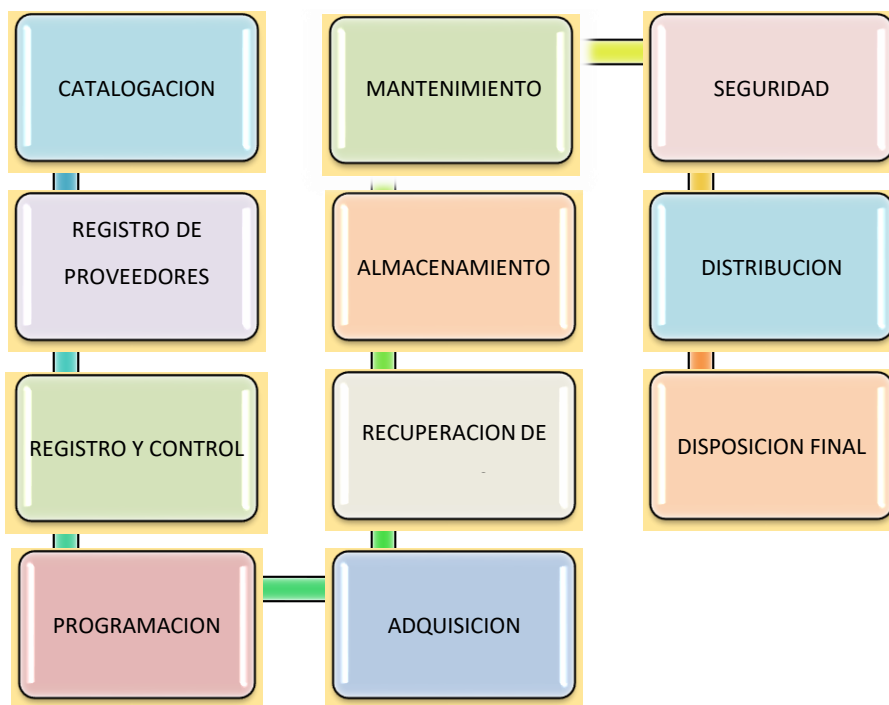 CATALOGACION
REGISTRO DE
PROVEEDORES
REGISTRO Y CONTROL
PROGRAMACION
ADQUISICION
RECUPERACION DE
ALMACENAMIENTO
MANTENIMIENTO
SEGURIDAD
DISTRIBUCION
DISPOSICION FINAL